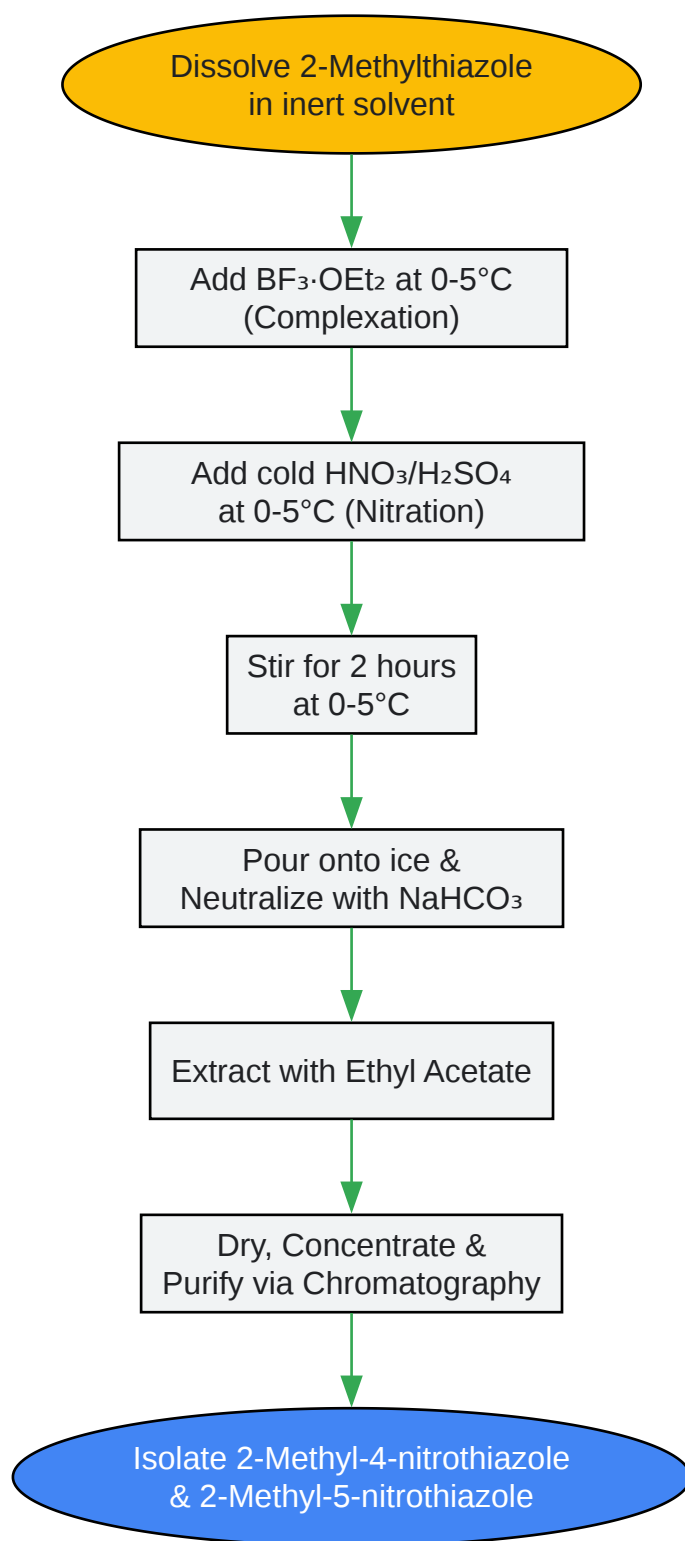 Dissolve 2-Methylthiazole
in inert solvent
Add BF₃·OEt₂ at 0-5°C
(Complexation)
Add cold HNO₃/H₂SO₄
at 0-5°C (Nitration)
Stir for 2 hours
at 0-5°C
Pour onto ice &
Neutralize with NaHCO₃
Extract with Ethyl Acetate
Dry, Concentrate &
Purify via Chromatography
Isolate 2-Methyl-4-nitrothiazole
& 2-Methyl-5-nitrothiazole